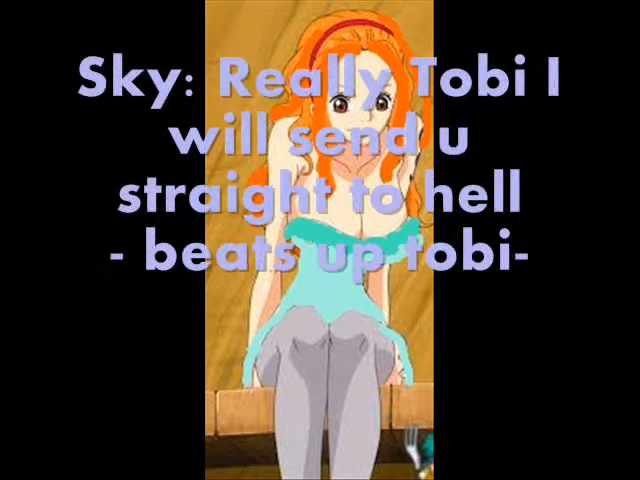 Sky: Really Tobi I
will send u
straight to hell
- beats up tobi-